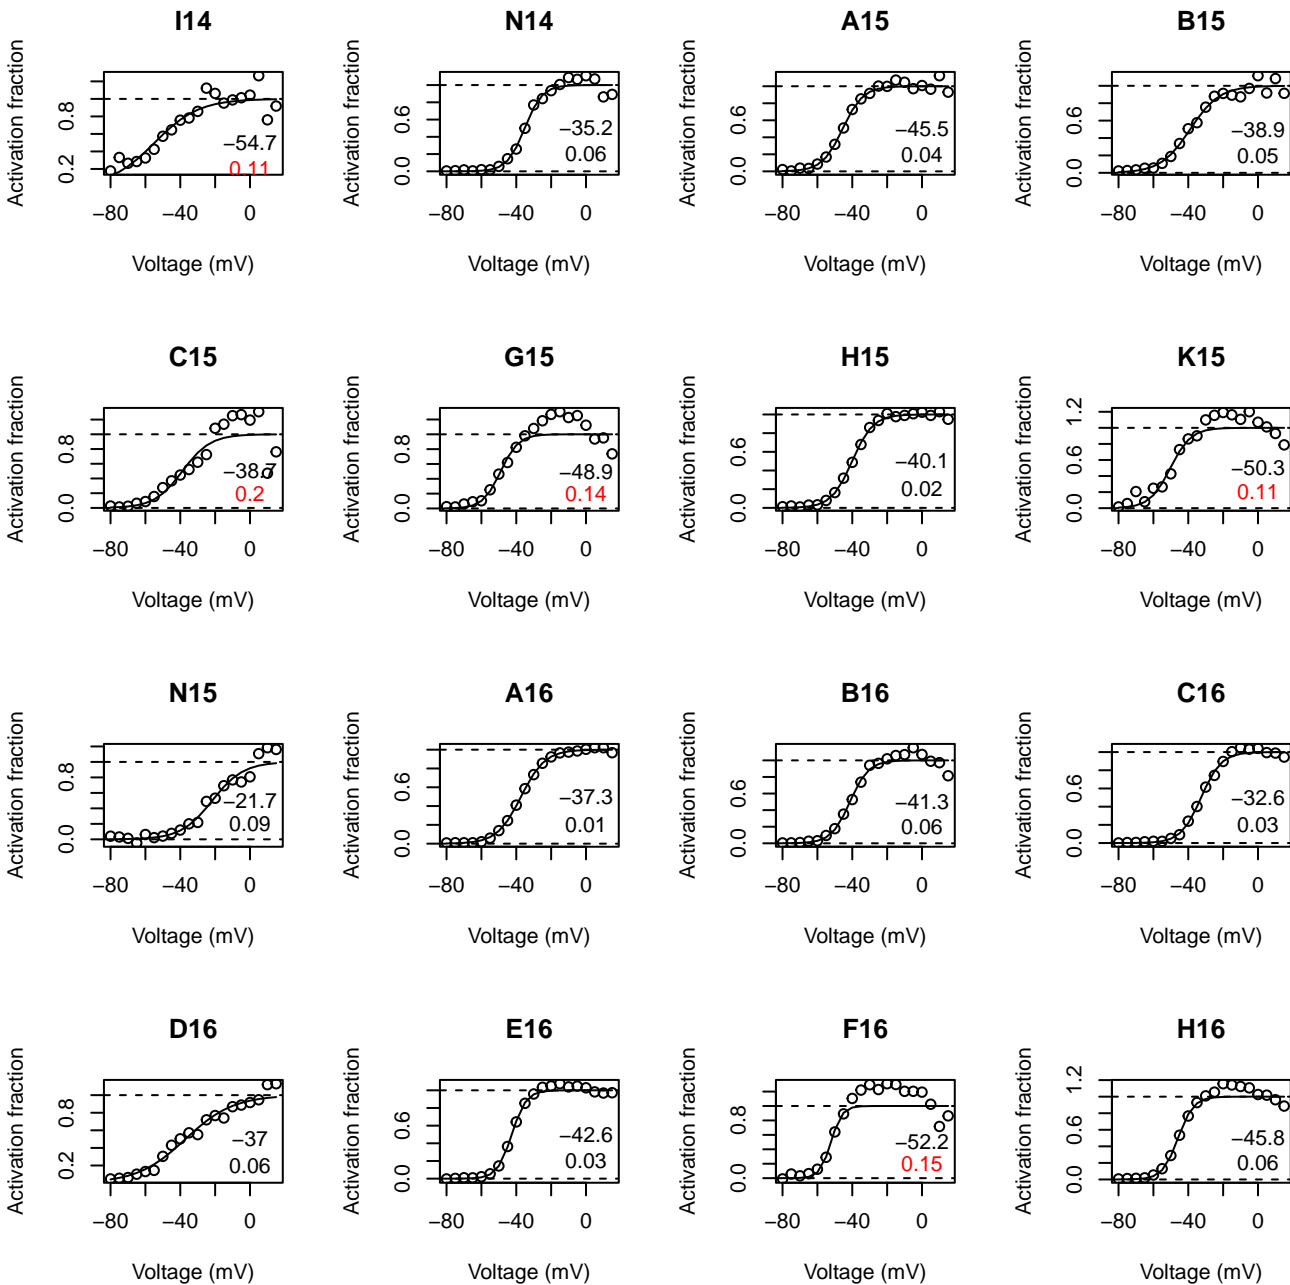 I14
N14
A15
B15
Activation fraction
0.2 0.8
−54.7
0.11
−80 −40 0
Voltage (mV)
Activation fraction
0.0 0.6
−35.2
0.06
−80 −40 0
Voltage (mV)
Activation fraction
0.0 0.6
−45.5
0.04
−80 −40 0
Voltage (mV)
Activation fraction
0.0 0.6
−38.9
0.05
−80 −40 0
Voltage (mV)
C15
G15
H15
K15
Activation fraction
0.0 0.8
−38.7
0.2
−80 −40 0
Voltage (mV)
Activation fraction
0.0 0.8
−48.9
0.14
−80 −40 0
Voltage (mV)
Activation fraction
0.0 0.6
−40.1
0.02
−80 −40 0
Voltage (mV)
Activation fraction
0.0 0.6 1.2
−50.3
0.11
−80 −40 0
Voltage (mV)
N15
A16
B16
C16
Activation fraction
0.0 0.8
−21.7
0.09
−80 −40 0
Voltage (mV)
Activation fraction
0.0 0.6
−37.3
0.01
−80 −40 0
Voltage (mV)
Activation fraction
0.0 0.6
−41.3
0.06
−80 −40 0
Voltage (mV)
Activation fraction
0.0 0.6
−32.6
0.03
−80 −40 0
Voltage (mV)
D16
E16
F16
H16
Activation fraction
0.2 0.8
−37
0.06
−80 −40 0
Voltage (mV)
Activation fraction
0.0 0.6
−42.6
0.03
−80 −40 0
Voltage (mV)
Activation fraction
0.0 0.8
−52.2
0.15
−80 −40 0
Voltage (mV)
Activation fraction
0.0 0.6 1.2
−45.8
0.06
−80 −40 0
Voltage (mV)